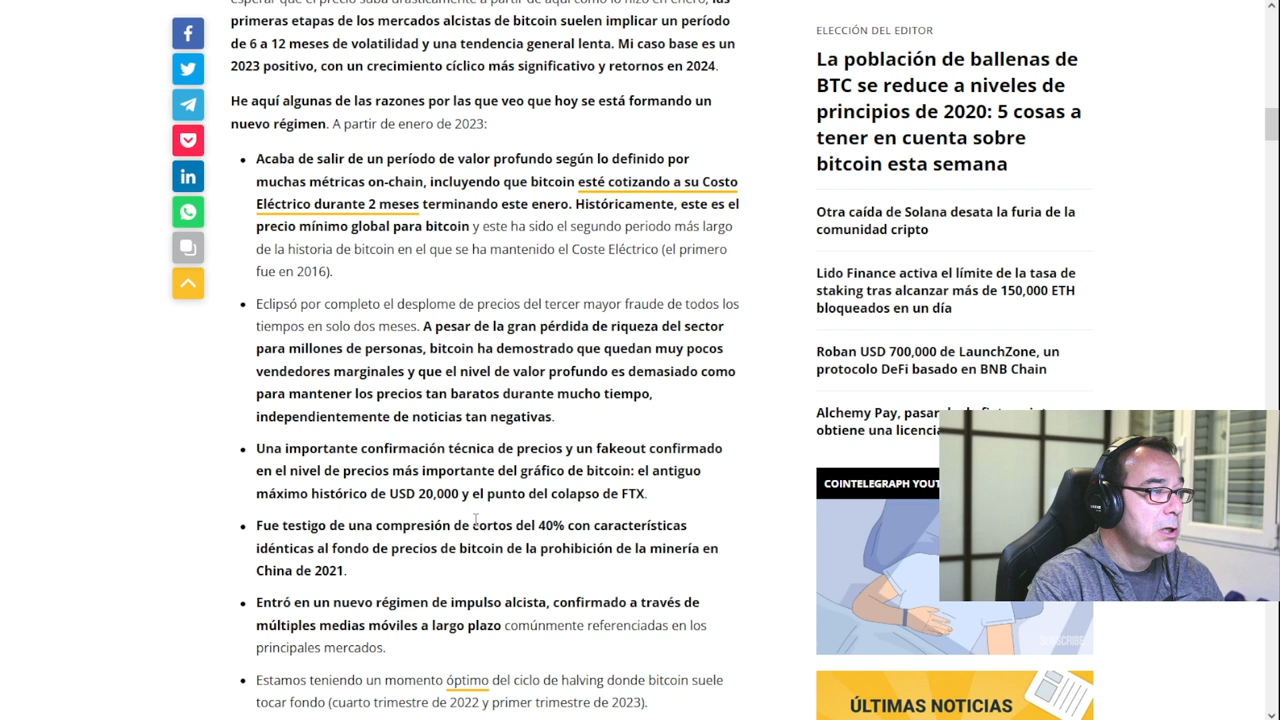 esperar que el precio suba drásticamente a partir de aquí como lo hizo en enero, las
primeras etapas de los mercados alcistas de bitcoin suelen implicar un período
de 6 a 12 meses de volatilidad y una tendencia general lenta. Mi caso base es un
2023 positivo, con un crecimiento cíclico más significativo y retornos en 2024.
He aquí algunas de las razones por las que veo que hoy se está formando un
nuevo régimen. A partir de enero de 2023:
• Acaba de salir de un período de valor profundo según lo definido por
muchas métricas on-chain, incluyendo que bitcoin esté cotizando a su Costo
Eléctrico durante 2 meses terminando este enero. Históricamente, este es el
precio mínimo global para bitcoin y este ha sido el segundo periodo más largo
de la historia de bitcoin en el que se ha mantenido el Coste Eléctrico (el primero
fue en 2016).
• Eclipsó por completo el desplome de precios del tercer mayor fraude de todos los
tiempos en solo dos meses. A pesar de la gran pérdida de riqueza del sector
para millones de personas, bitcoin ha demostrado que quedan muy pocos
vendedores marginales y que el nivel de valor profundo es demasiado como
para mantener los precios tan baratos durante mucho tiempo,
independientemente de noticias tan negativas.
• Una importante confirmación técnica de precios y un fakeout confirmado
en el nivel de precios más importante del gráfico de bitcoin: el antiguo
máximo histórico de USD 20,000 y el punto del colapso de FTX.
• Fue testigo de una compresión de cortos del 40% con características
idénticas al fondo de precios de bitcoin de la prohibición de la minería en
China de 2021.
• Entró en un nuevo régimen de impulso alcista, confirmado a través de
múltiples medias móviles a largo plazo comúnmente referenciadas en los
principales mercados.
• Estamos teniendo un momento óptimo del ciclo de halving donde bitcoin suele
tocar fondo (cuarto trimestre de 2022 y primer trimestre de 2023).
ELECCIÓN DEL EDITOR
La población de ballenas de
BTC se reduce a niveles de
principios de 2020: 5 cosas a
tener en cuenta sobre
bitcoin esta semana
Otra caída de Solana desata la furia de la
comunidad cripto
Lido Finance activa el límite de la tasa de
staking tras alcanzar más de 150,000 ETH
bloqueados en un día
Roban USD 700,000 de LaunchZone, un
protocolo DeFi basado en BNB Chain
Alchemy Pay,
obtiene una
COINTELEGRAPH
SUBSCRIBE
ÚLTIMAS NOTICIAS